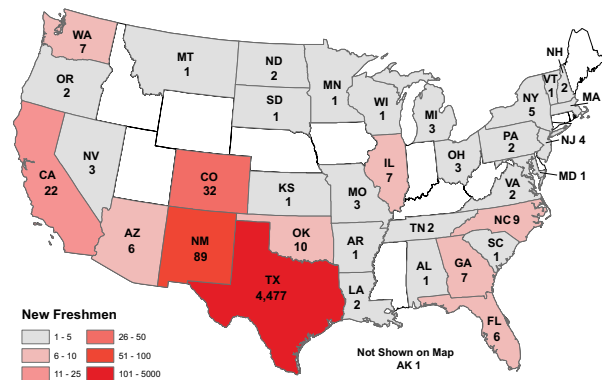 WA
7
MT
1
ND
2
MN
1
NH
2
VT
1
MA
OR
2
SD
1
WI
1
MI
3
NY
5
PA
2
NJ 4
MD 1
NV
3
CA
22
CO
32
KS
1
MO
3
IL
7
OH
3
VA
2
AZ
6
NM
89
OK
10
AR
1
TN 2
NC 9
SC
1
TX
4,477
LA
2
AL
1
GA
7
FL
6
Not Shown on Map
AK 1
New Freshmen
1 - 5
26 - 50
6 - 10
51 - 100
11 - 25
101 - 5000